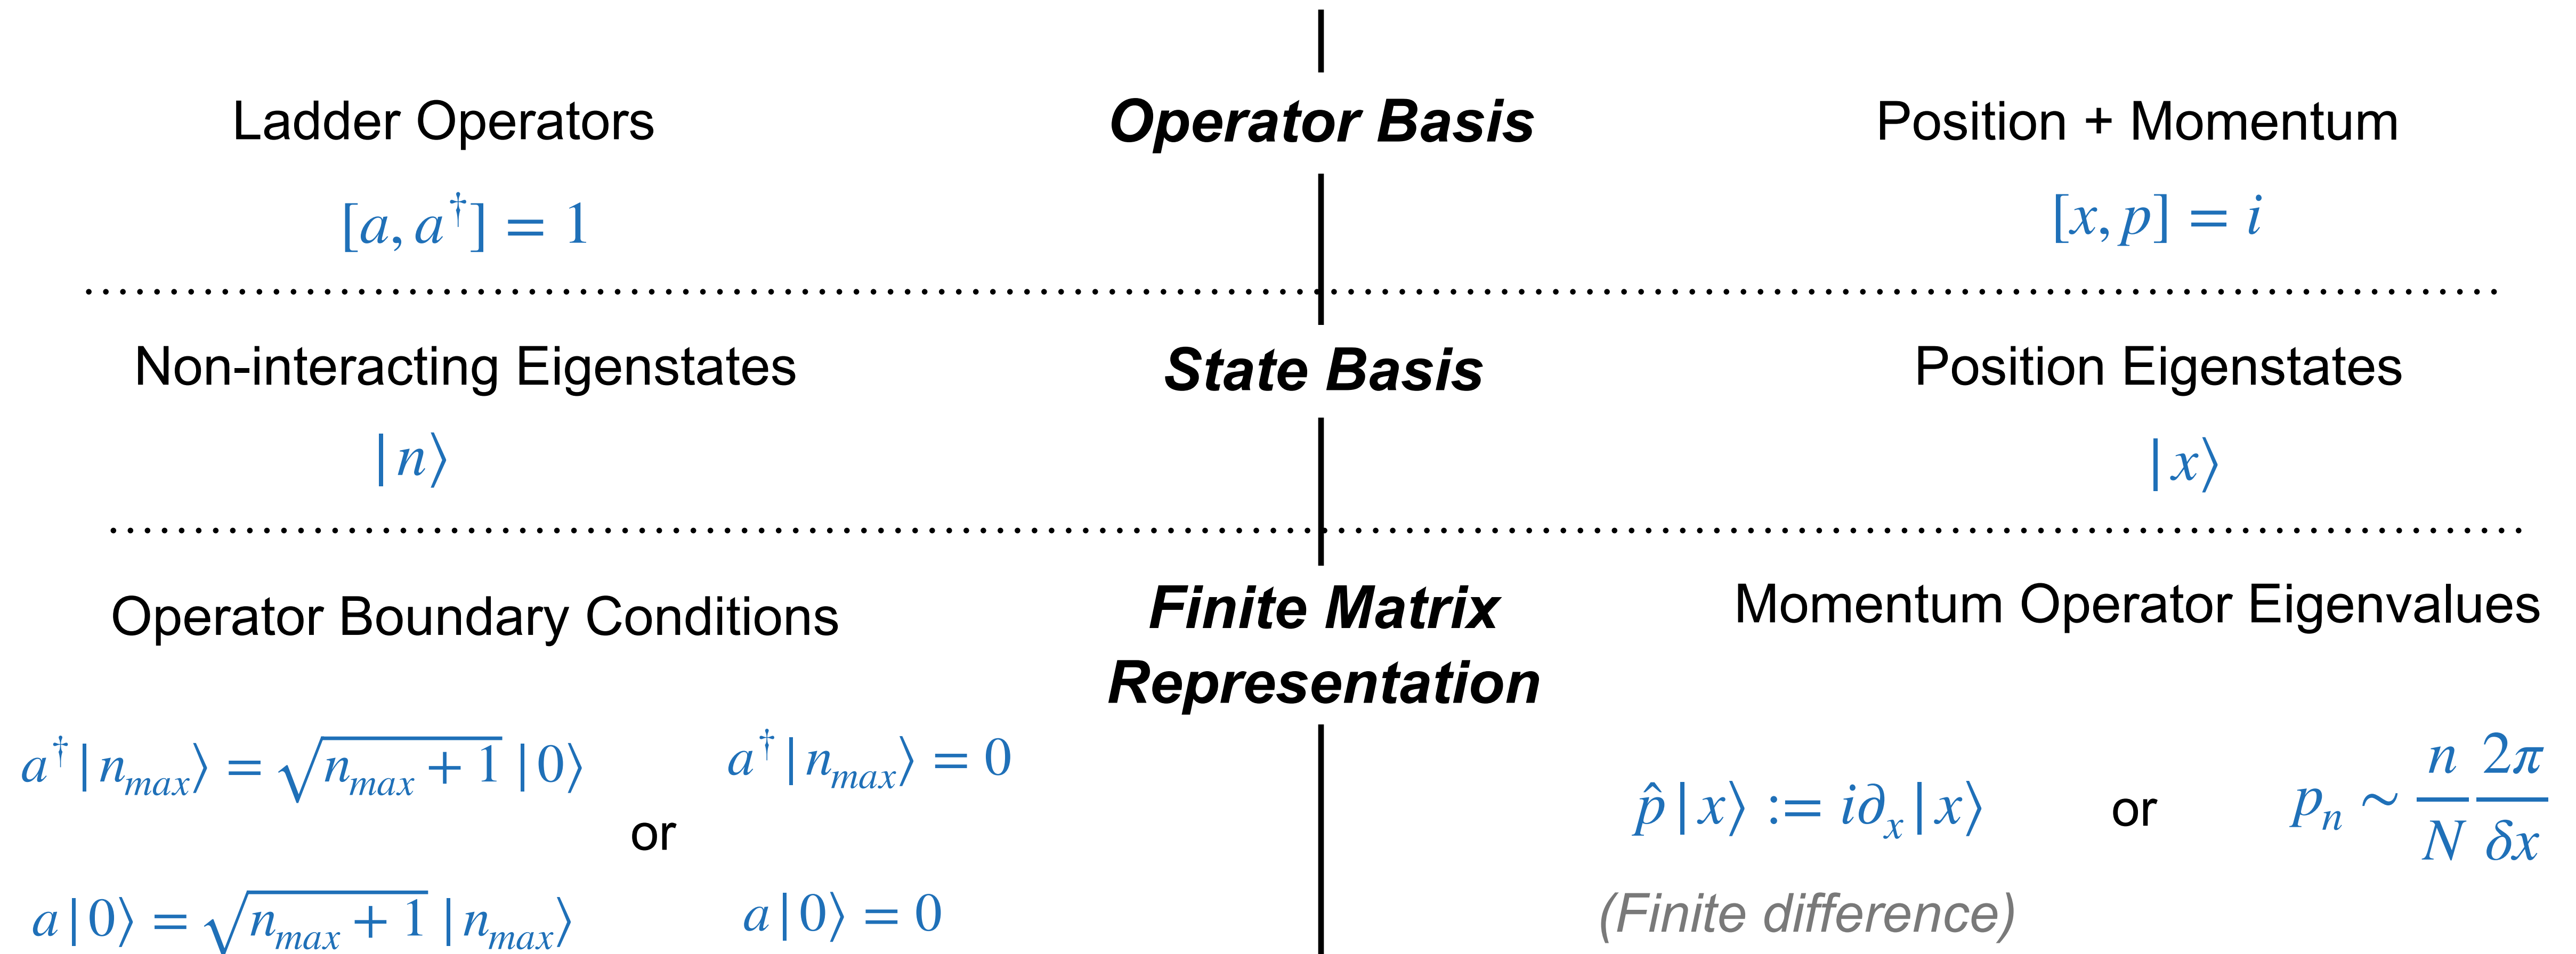 Ladder Operators
Operator Basis
Position + Momentum
[a, a†] = 1
[x, p] = i
Non-interacting Eigenstates
State Basis
Position Eigenstates
|n⟩
|x⟩
Operator Boundary Conditions
Finite Matrix
Representation
Momentum Operator Eigenvalues
a†|n_max⟩ = √(n_max + 1) |0⟩
or
a†|n_max⟩ = 0
a|0⟩ = √(n_max + 1) |n_max⟩
a|0⟩ = 0
p̂|x⟩ := i∂_x|x⟩
(Finite difference)
or
p_n ~ n/N 2π/δx